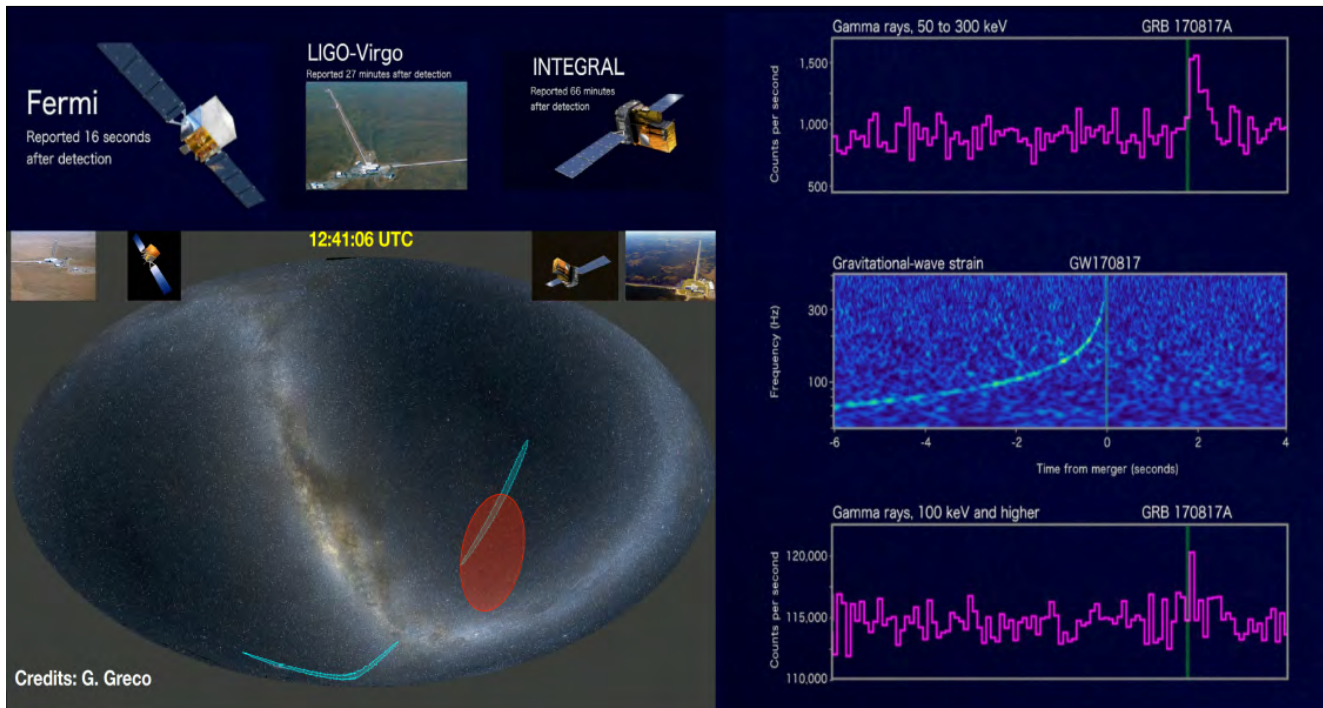 Fermi
Reported 16 seconds
after detection
LIGO-Virgo
Reported 27 minutes after detection
INTEGRAL
Reported 66 minutes
after detection
12:41:06 UTC
Credits: G. Greco
Gamma rays, 50 to 300 keV
GRB 170817A
Counts per second
1,500
1,000
500
Gravitational-wave strain
GW170817
Frequency (Hz)
300
100
-6
-4
-2
0
2
4
Time from merger (seconds)
Gamma rays, 100 keV and higher
GRB 170817A
Counts per second
120,000
115,000
110,000